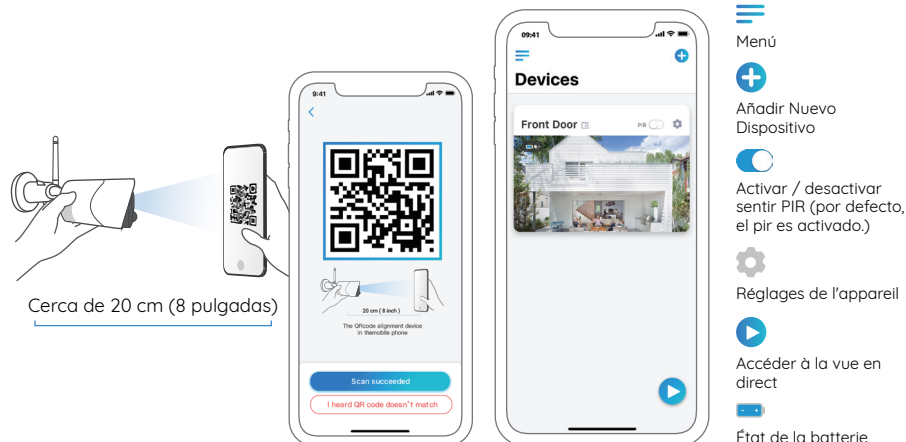 Cerca de 20 cm (8 pulgadas)
9:41
20 cm ( 8 inch )
The QRcode alignment device
in themobile phone
Scan succeeded
I heard QR code doesn't match
09:41
Devices
Front Door
PIR
Menú
Añadir Nuevo
Dispositivo
Activar / desactivar
sentir PIR (por defecto,
el pir es activado.)
Réglages de l'appareil
Accéder à la vue en
direct
État de la batterie